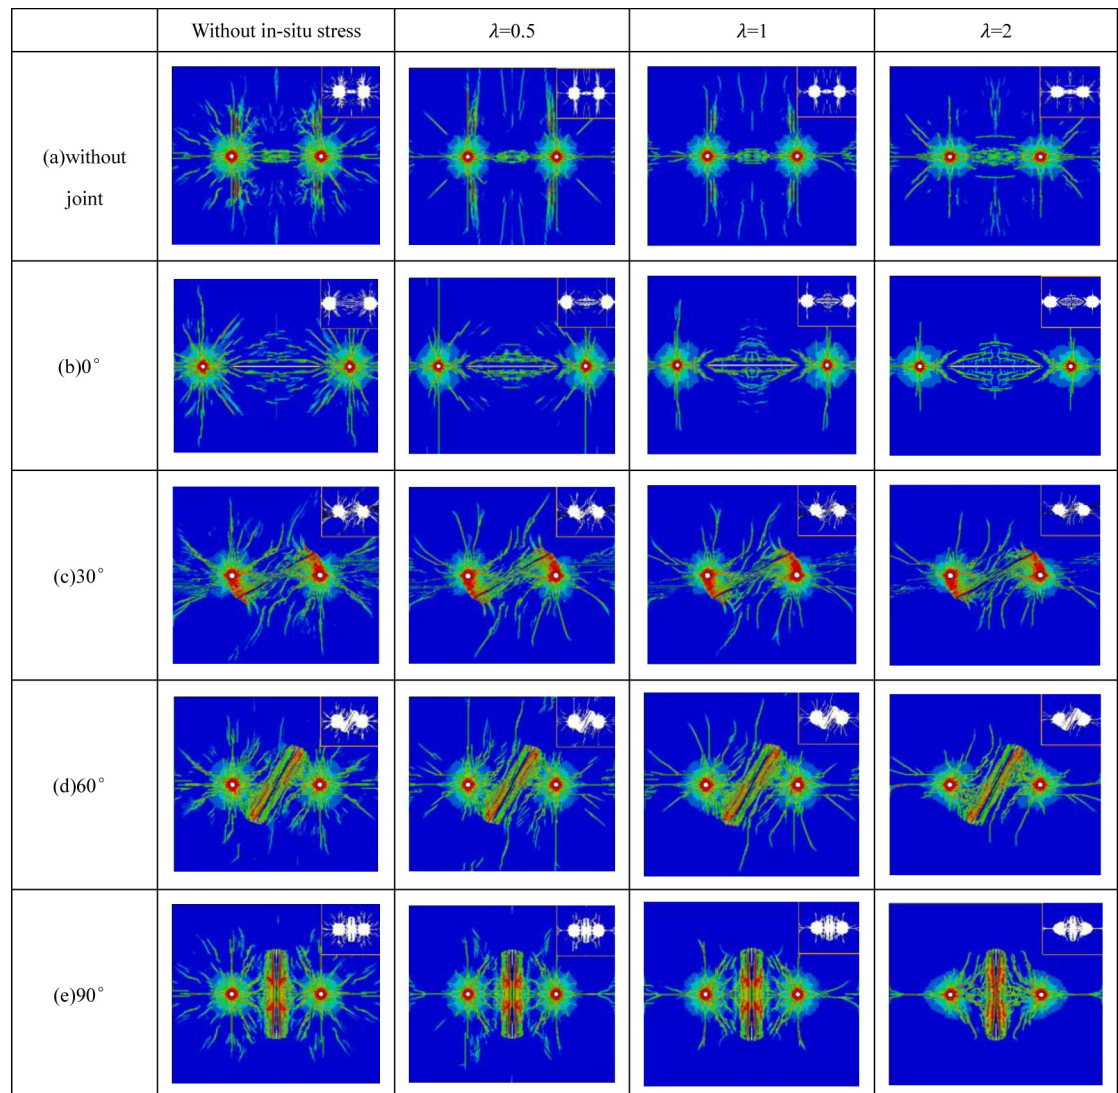 Without in-situ stress
λ=0.5
λ=1
λ=2
(a)without
joint
(b)0°
(c)30°
(d)60°
(e)90°